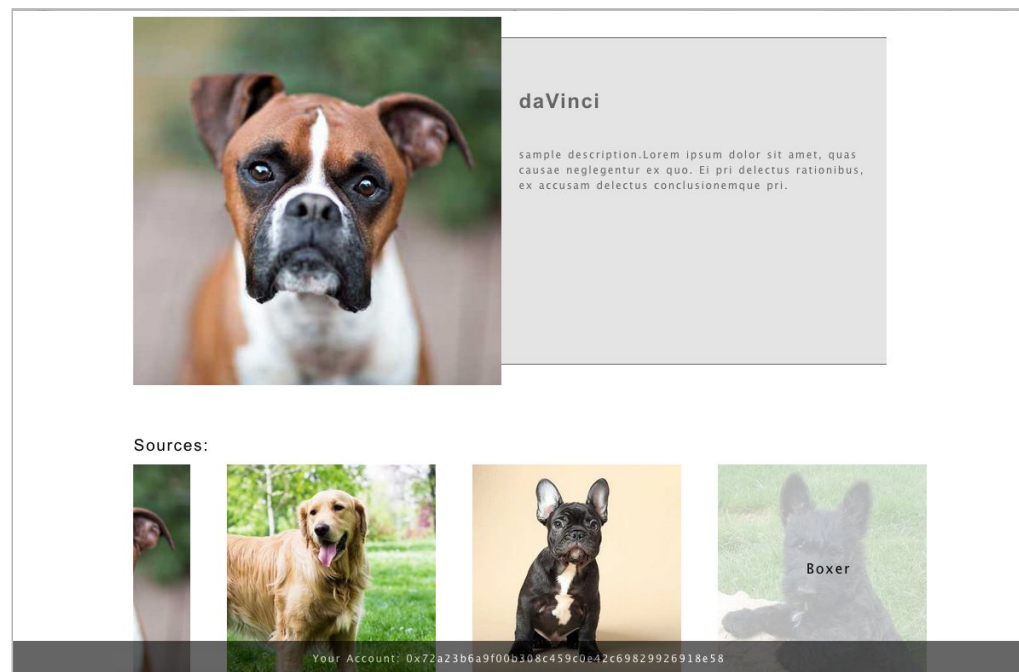 daVinci
sample description.Lorem ipsum dolor sit amet, quas
causae neglegentur ex quo. Ei pri delectus rationibus,
ex accusam delectus conclusionemque pri.
Sources:
Boxer
Your Account: 0x72a23b6a9f00b308c459c0e42c69829926918e58